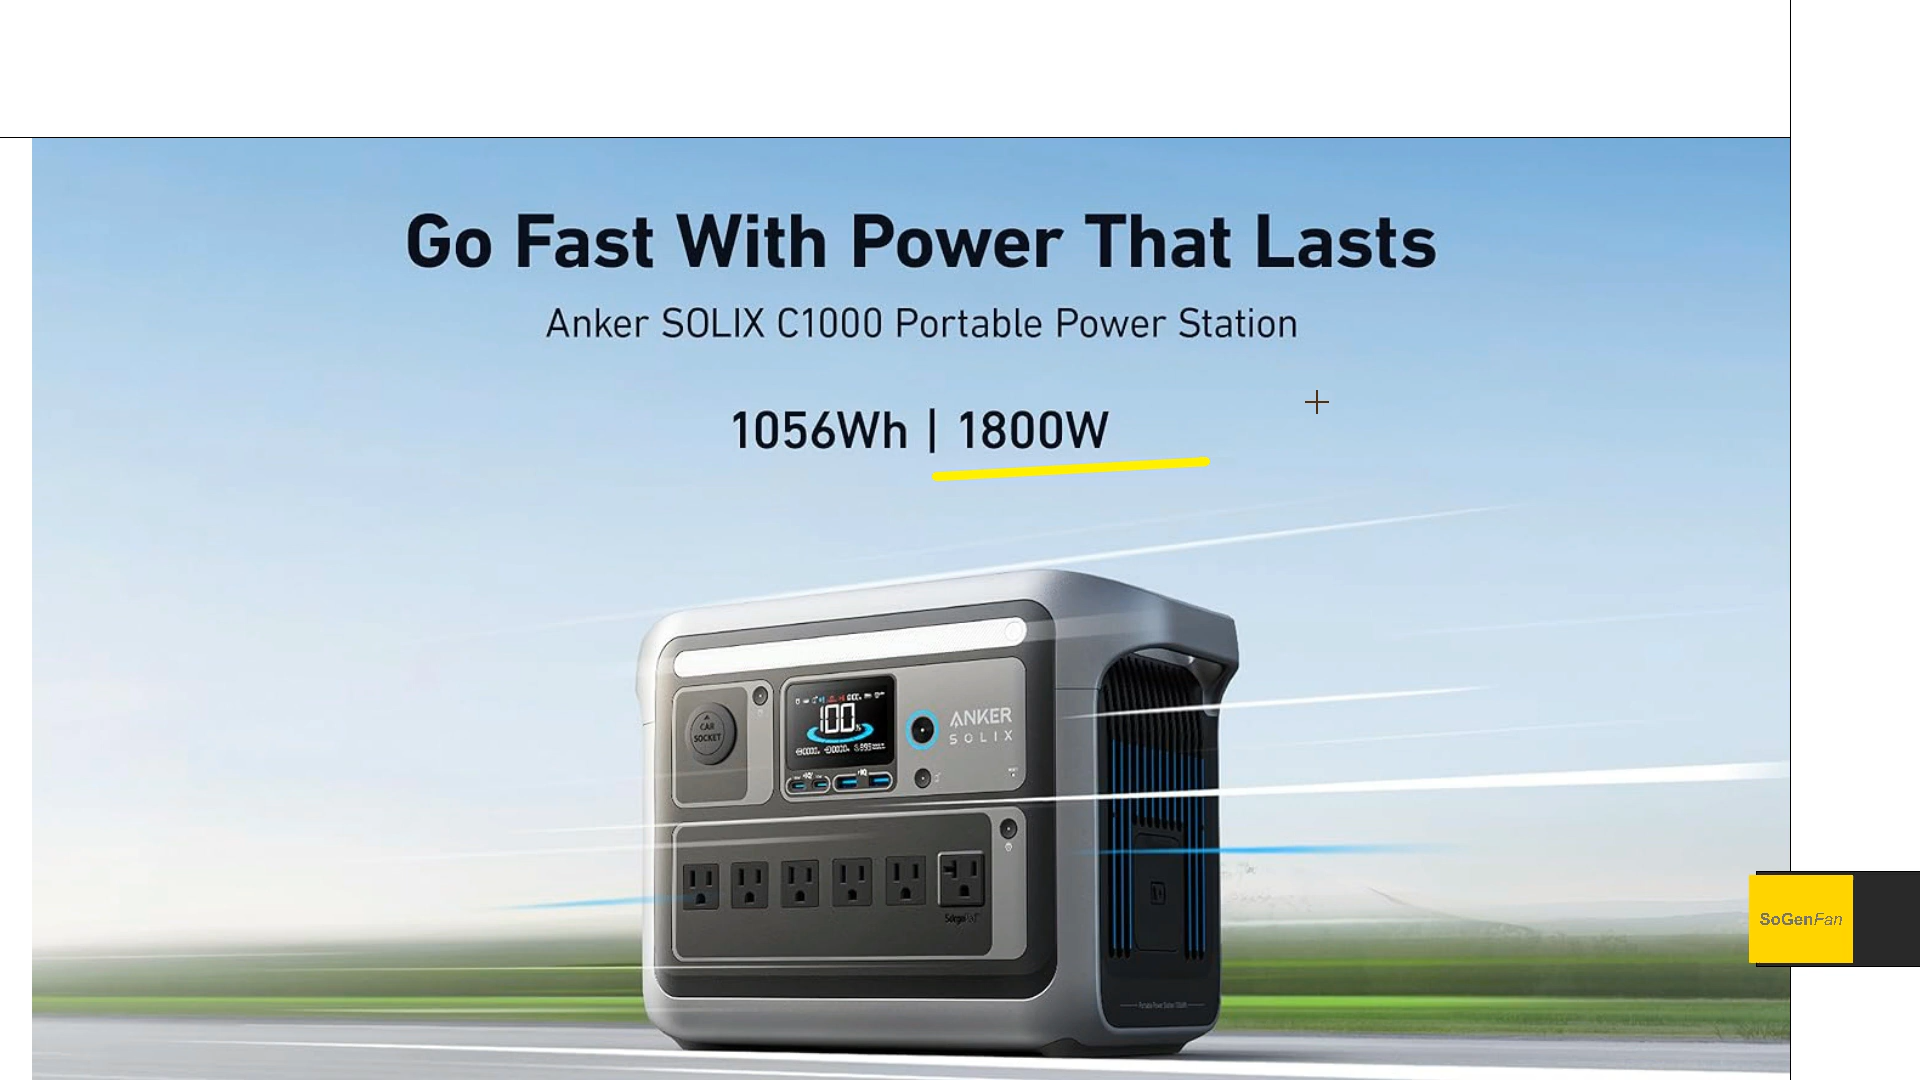 Go Fast With Power That Lasts
Anker SOLIX C1000 Portable Power Station
1056Wh | 1800W
CAR
SOCKET
100
ANKER
SOLIX
SoGenFan